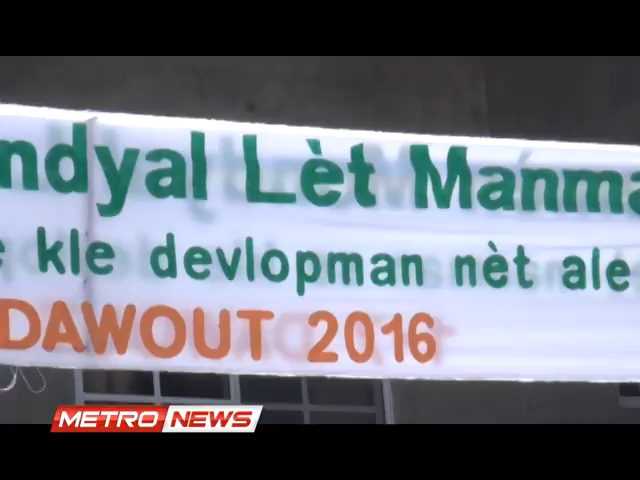 ndyal Lèt Manma
e kle devlopman nèt ale
DAWOUT 2016
METRO NEWS